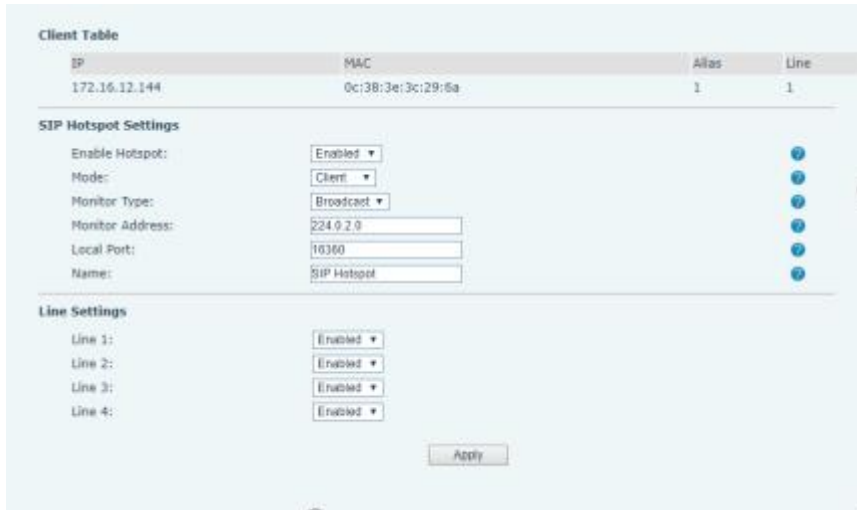 Client Table
IP MAC Alias Line
172.16.12.144 0c:38:3e:3c:29:6a 1 1
SIP Hotspot Settings
Enable Hotspot: Enabled
Mode: Client
Monitor Type: Broadcast
Monitor Address: 224.0.2.0
Local Port: 16360
Name: SIP Hotspot
Line Settings
Line 1: Enabled
Line 2: Enabled
Line 3: Enabled
Line 4: Enabled
Apply